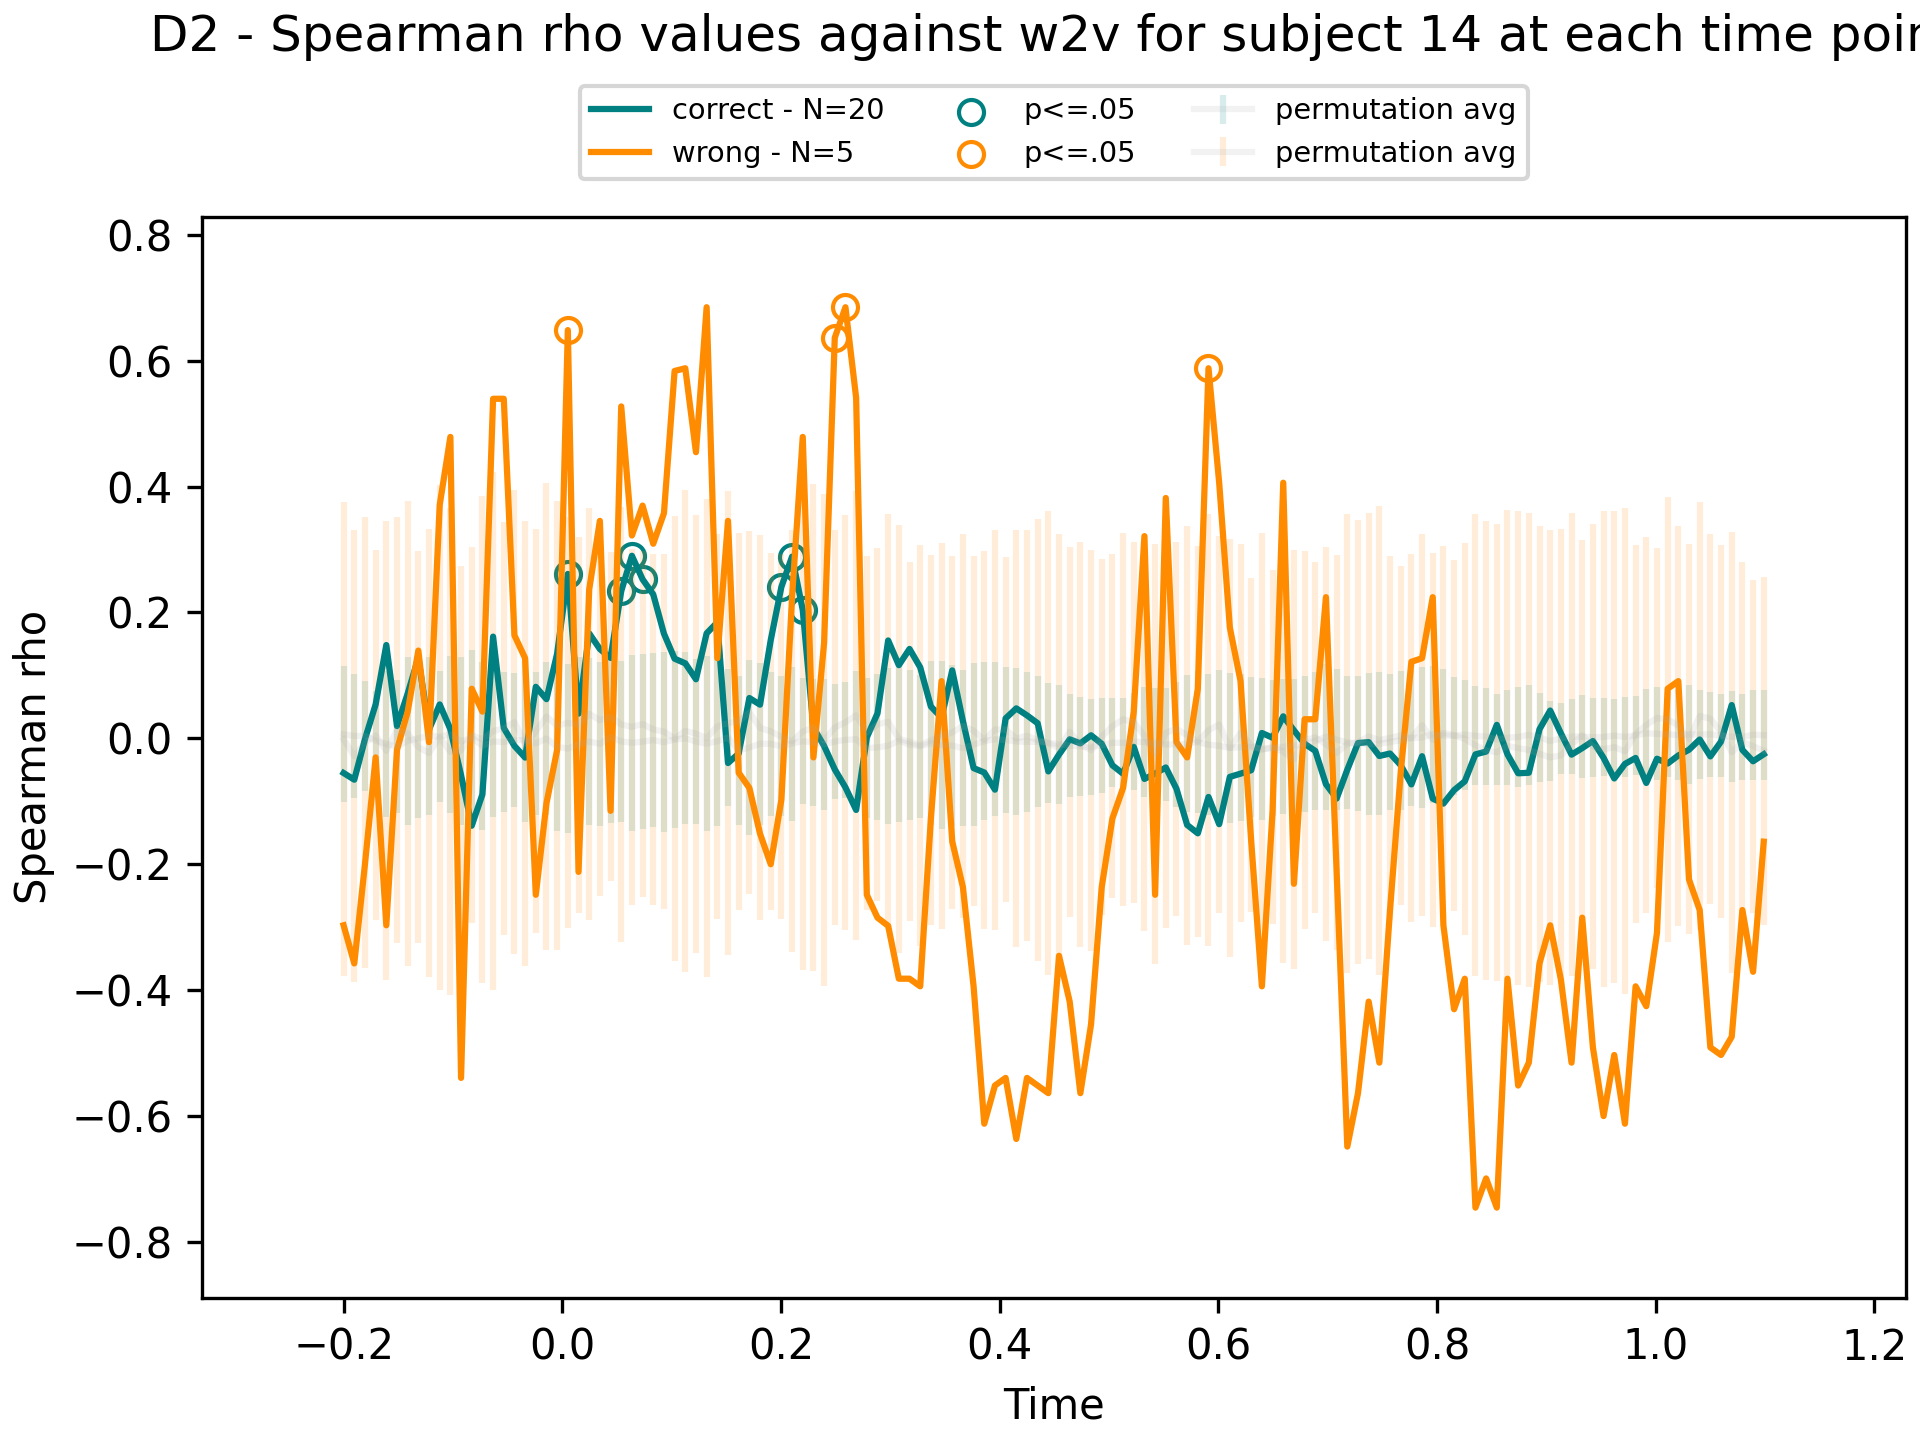 D2 - Spearman rho values against w2v for subject 14 at each time
correct - N=20 p<=.05 permutation avg
wrong - N=5 p<=.05 permutation avg
0.8
0.6
0.4
0.2
0.0
−0.2
−0.4
−0.6
−0.8
Spearman rho
−0.2 0.0 0.2 0.4 0.6 0.8 1.0 1.2
Time